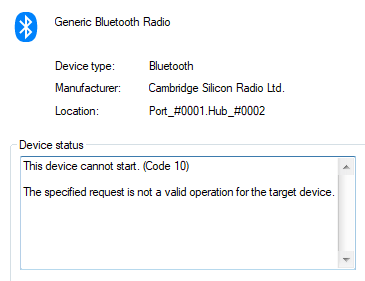 Generic Bluetooth Radio
Device type: Bluetooth
Manufacturer: Cambridge Silicon Radio Ltd.
Location: Port_#0001.Hub_#0002
Device status
This device cannot start. (Code 10)
The specified request is not a valid operation for the target device.